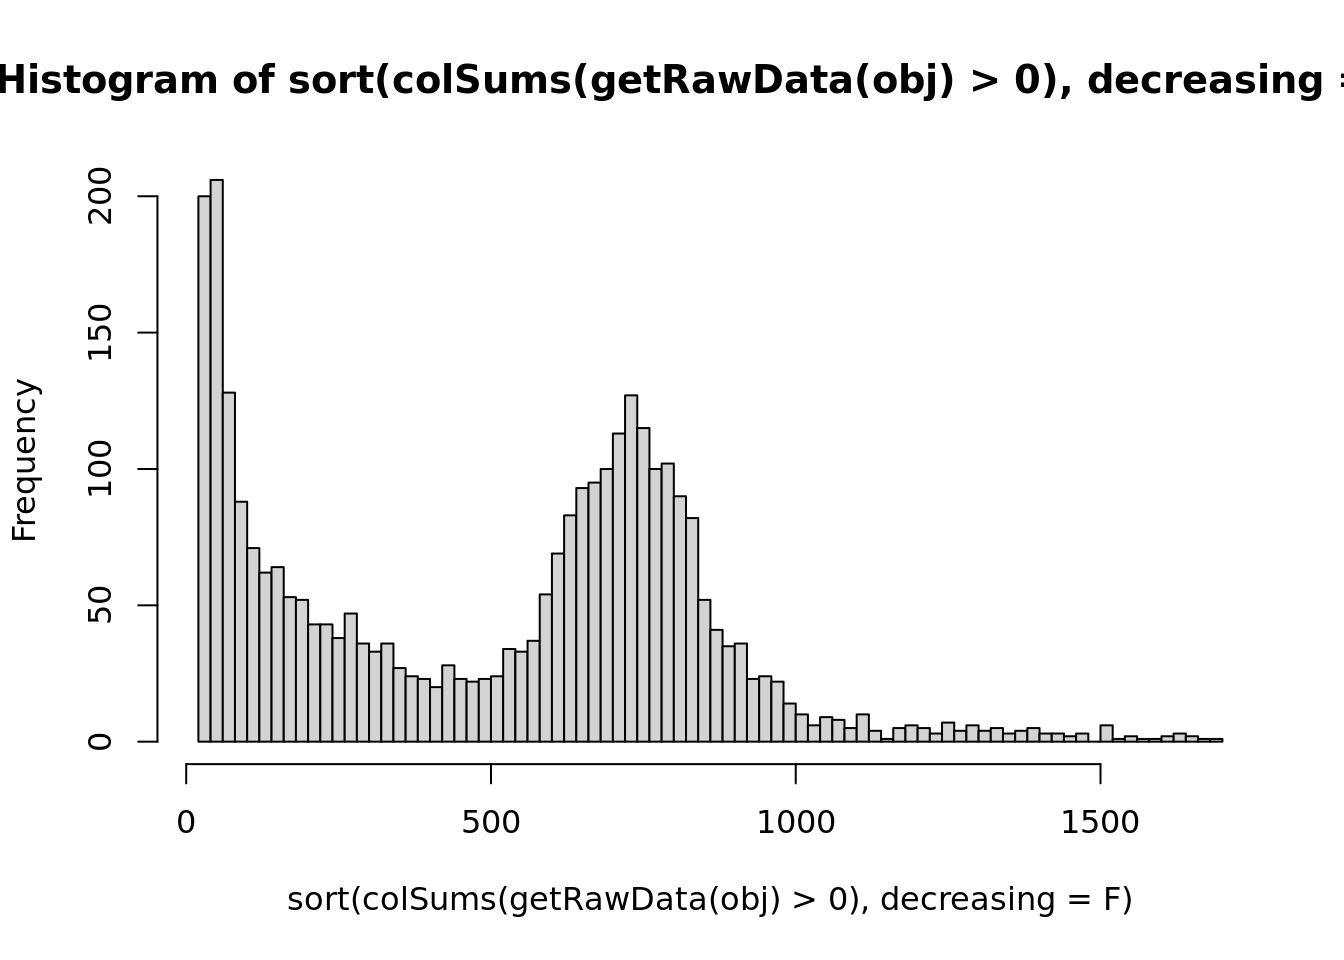 Histogram of sort(colSums(getRawData(obj) > 0), decreasing =
Frequency
200
150
100
50
0
0 500 1000 1500
sort(colSums(getRawData(obj) > 0), decreasing = F)